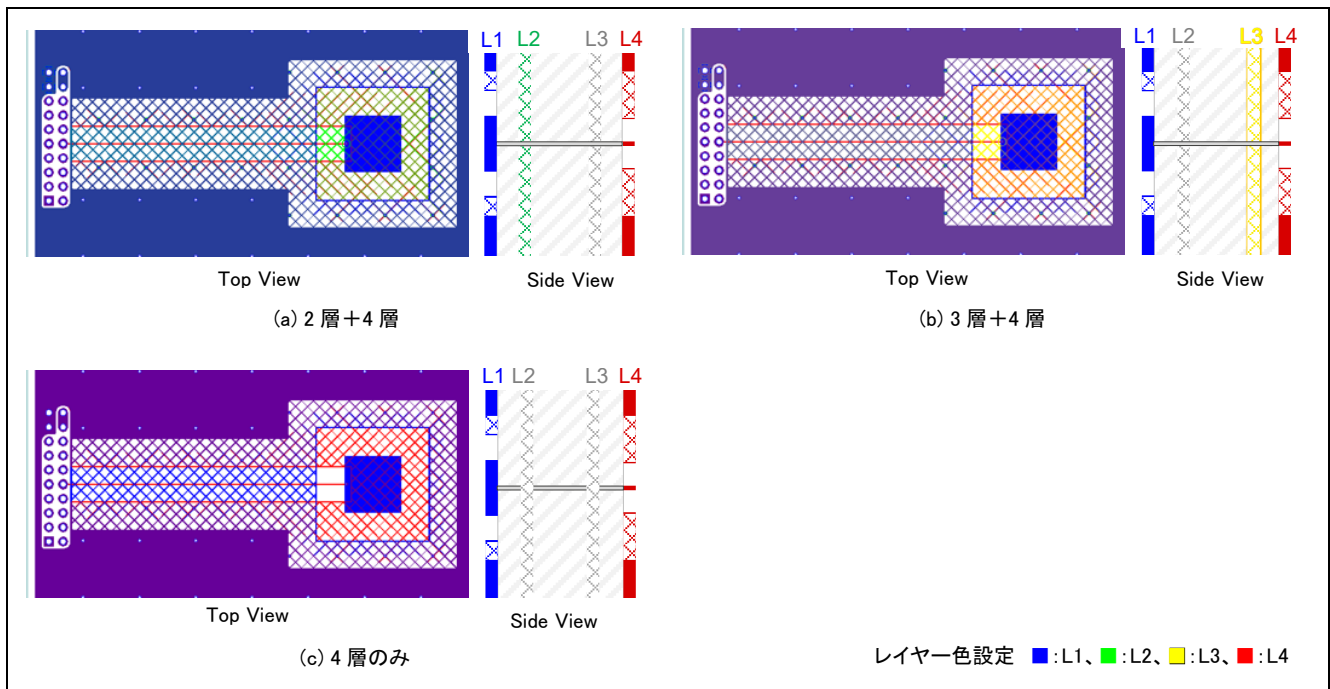 L1 L2 L3 L4
Top View
Side View
(a) 2 層＋4 層
L1 L2 L3 L4
Top View
Side View
(b) 3 層＋4 層
L1 L2 L3 L4
Top View
Side View
(c) 4 層のみ
レイヤー色設定 ■:L1、■:L2、■:L3、■:L4